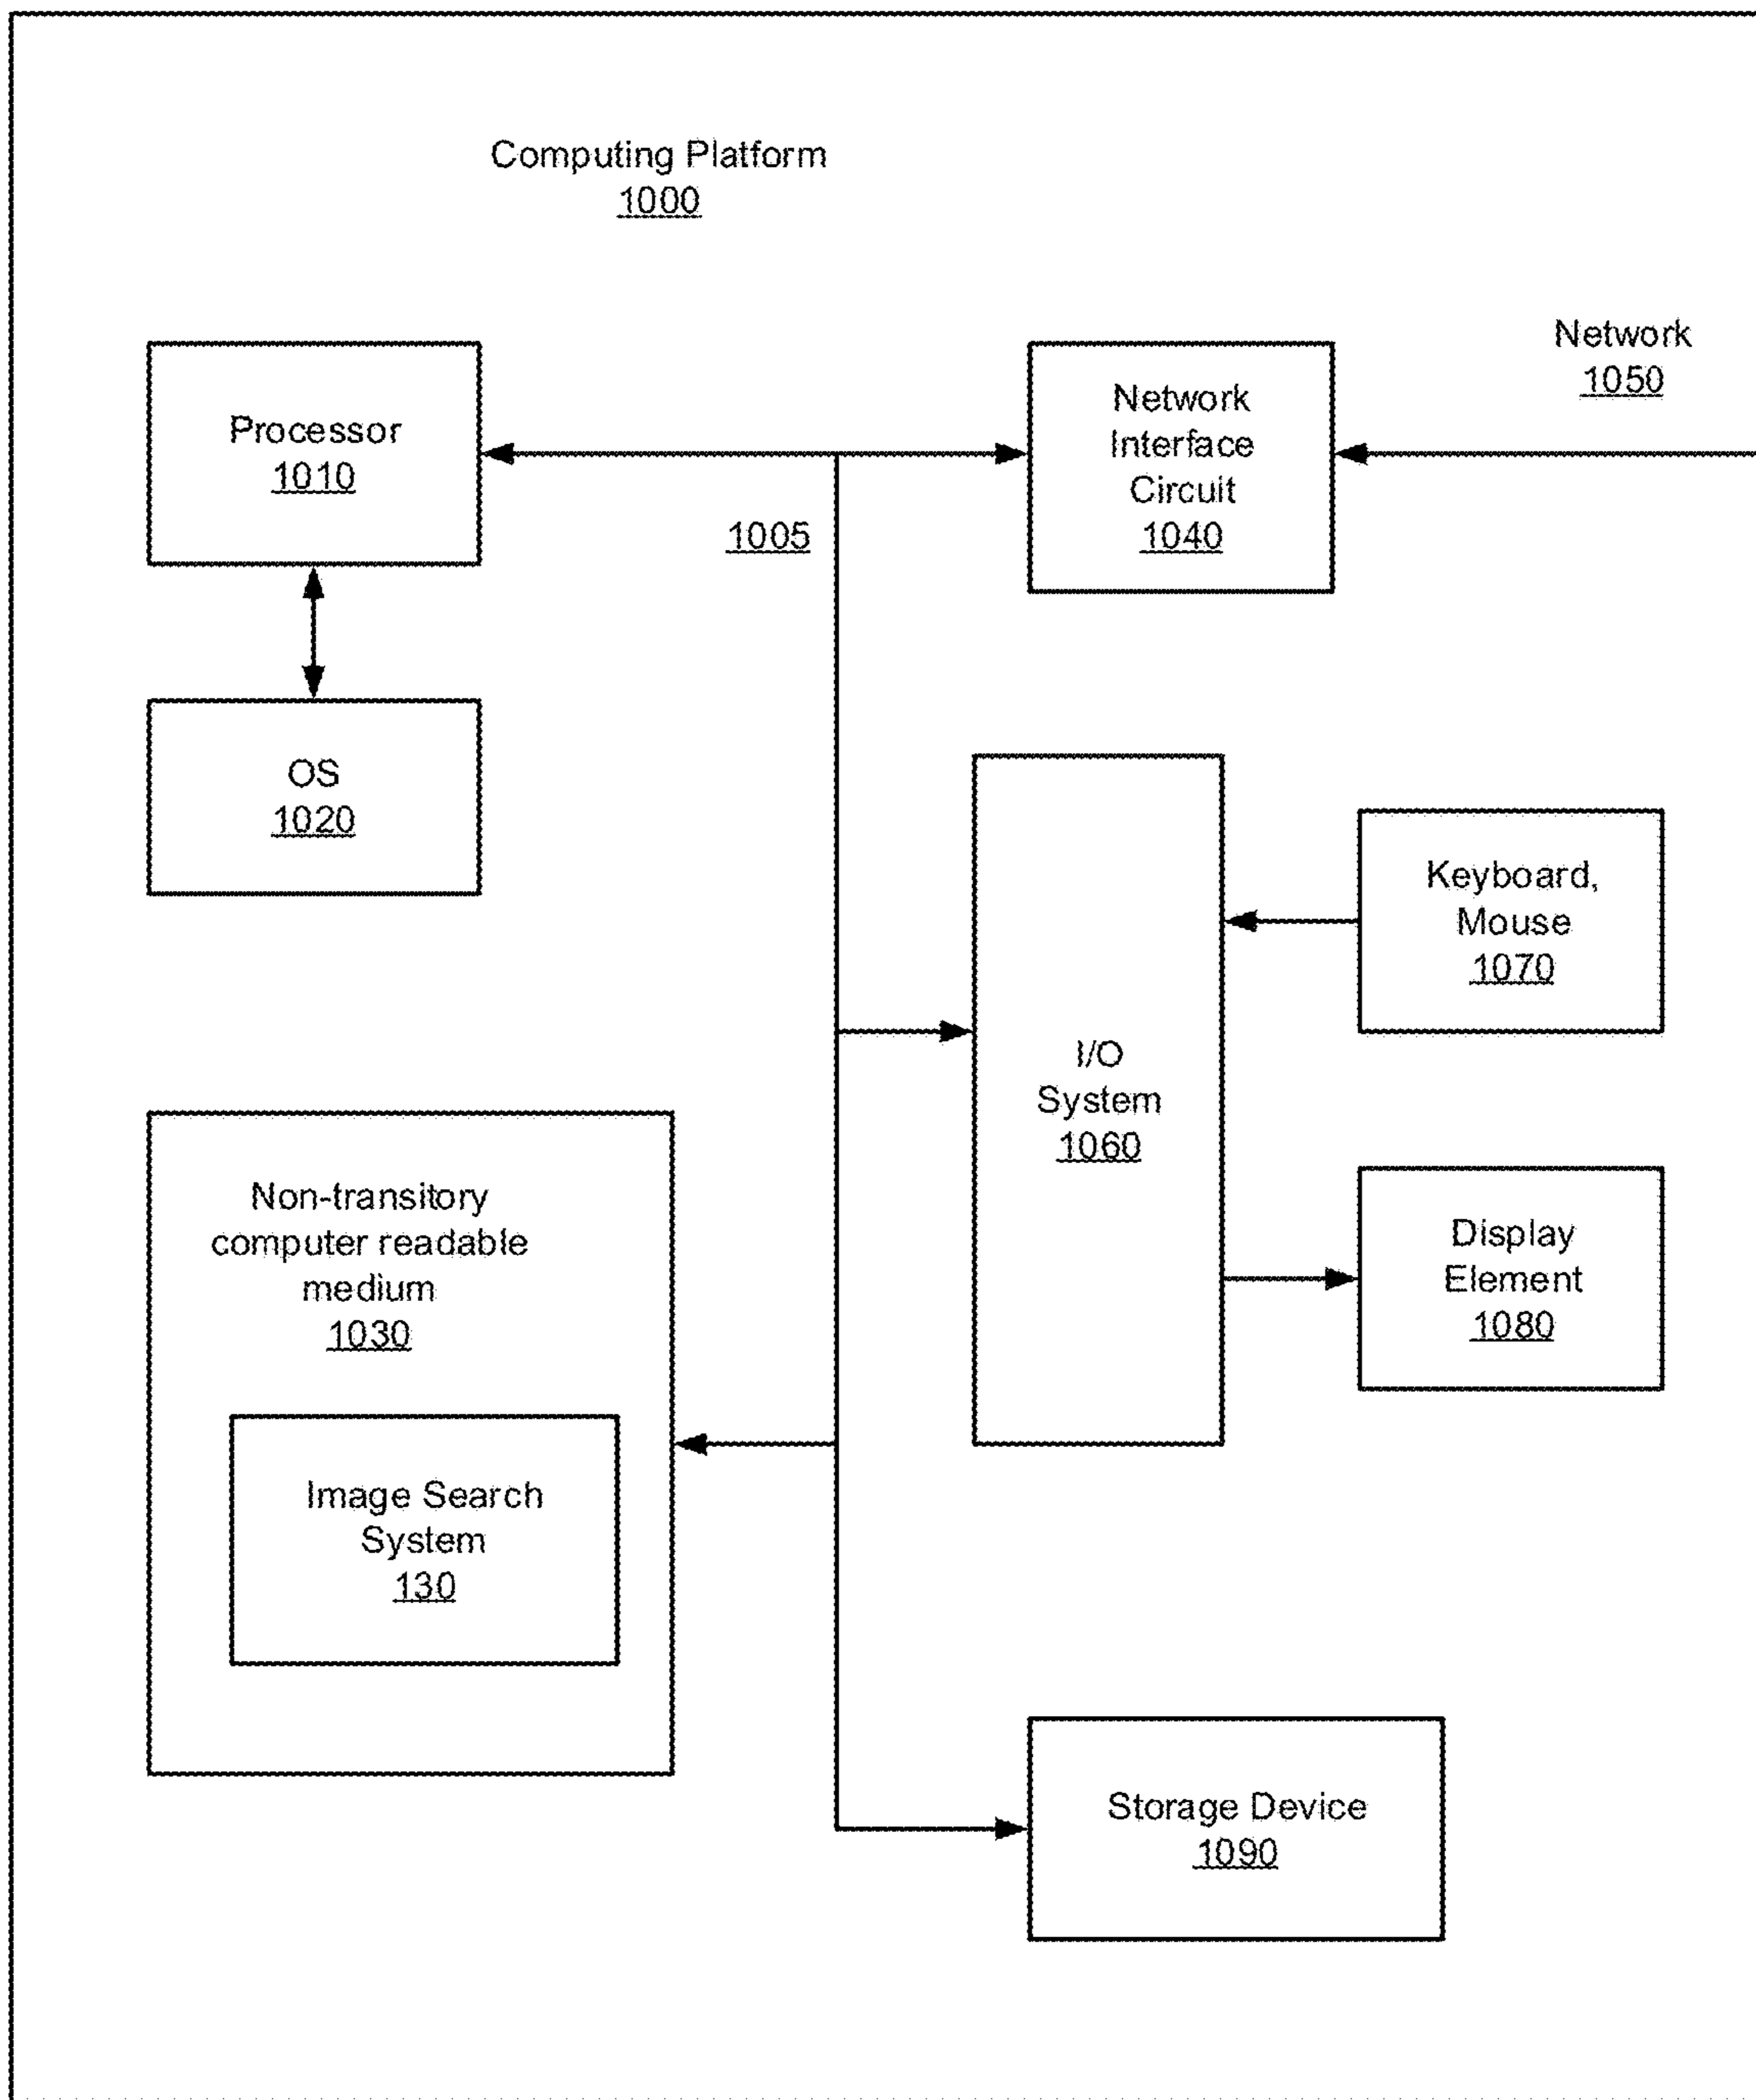 Computing Platform
1000
Network
1050
Processor
1010
Network
Interface
Circuit
1040
1005
OS
1020
Keyboard,
Mouse
1070
I/O
System
1060
Non-transitory
computer readable
medium
1030
Display
Element
1080
Image Search
System
130
Storage Device
1090